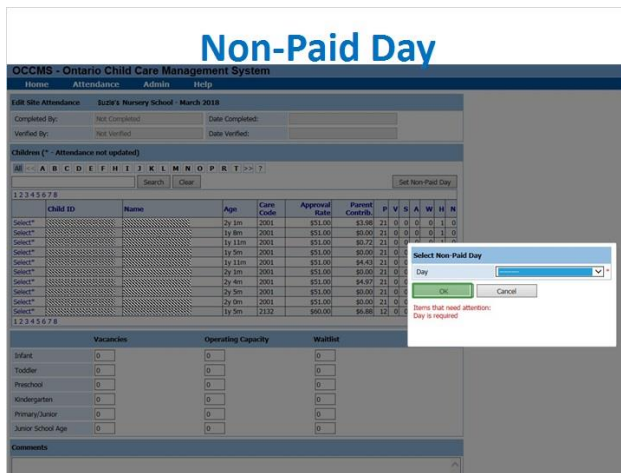 Non-Paid Day
OCCMS - Ontario Child Care Management System
Home Attendance Admin Help
Edit Site Attendance Suzie's Nursery School - March 2018
Completed By: Not Completed Date Completed:
Verified By: Not Verified Date Verified:
Children (* - Attendance not updated)
All << A B C D E F H I J K L M N O P R T >> ?
Search Clear Set Non-Paid Day
1 2 3 4 5 6 7 8
Child ID Name Age Care Code Approval Rate Parent Contrib. P V S A W H N
Select* 2y 1m 2001 $51.00 $3.98 21 0 0 0 0 1 0
Select* 1y 8m 2001 $51.00 $0.00 21 0 0 0 0 1 0
Select* 1y 11m 2001 $51.00 $0.72 21 0 0
Select* 1y 5m 2001 $51.00 $0.00 21 0 0
Select* 1y 11m 2001 $51.00 $4.43 21 0 0
Select* 2y 1m 2001 $51.00 $0.00 21 0 0
Select* 2y 4m 2001 $51.00 $4.97 21 0 0
Select* 2y 5m 2001 $51.00 $0.00 21 0 0
Select* 2y 0m 2001 $51.00 $0.00 21 0 0
Select* 1y 5m 2132 $60.00 $6.88 12 0 0
1 2 3 4 5 6 7 8
Select Non-Paid Day
Day --------- *
OK Cancel
Items that need attention:
Day is required
Vacancies Operating Capacity Waitlist
Infant 0 0 0
Toddler 0 0 0
Preschool 0 0 0
Kindergarten 0 0 0
Primary/Junior 0 0 0
Junior School Age 0 0 0
Comments